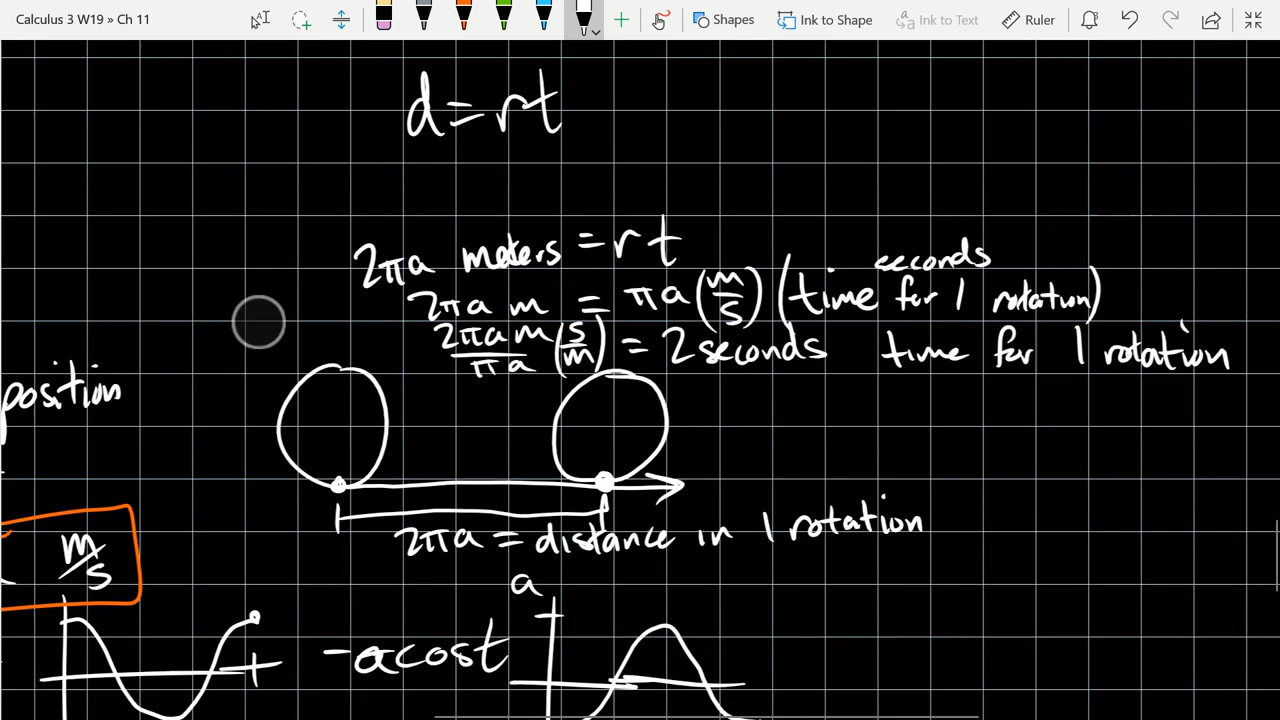 Calculus 3 W19 » Ch 11
Shapes
Ink to Shape
Ink to Text
Ruler
d = rt
2πa meters = rt
seconds
2πa m = πa (m/s) (time for 1 rotation)
2πa m/πa (s/m) = 2 seconds time for 1 rotation
position
2πa = distance in 1 rotation
m/s
a
-acost